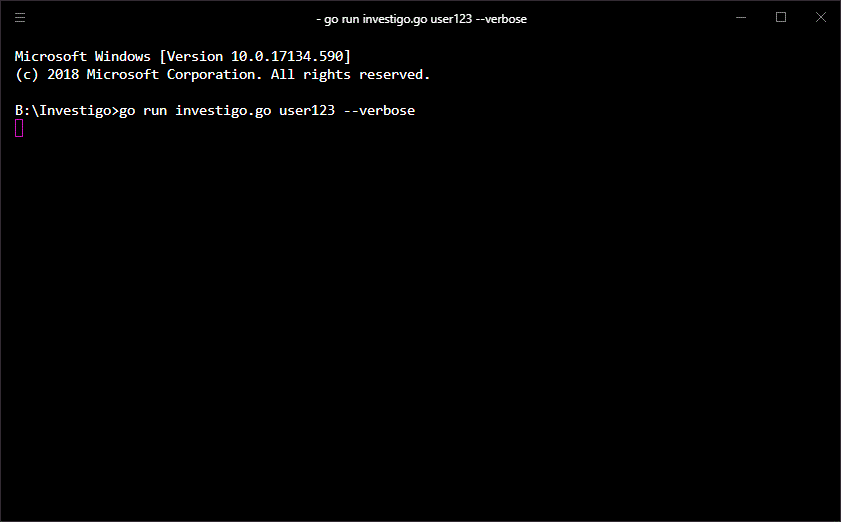 - go run investigo.go user123 --verbose
Microsoft Windows [Version 10.0.17134.590]
(c) 2018 Microsoft Corporation. All rights reserved.
B:\Investigo>go run investigo.go user123 --verbose